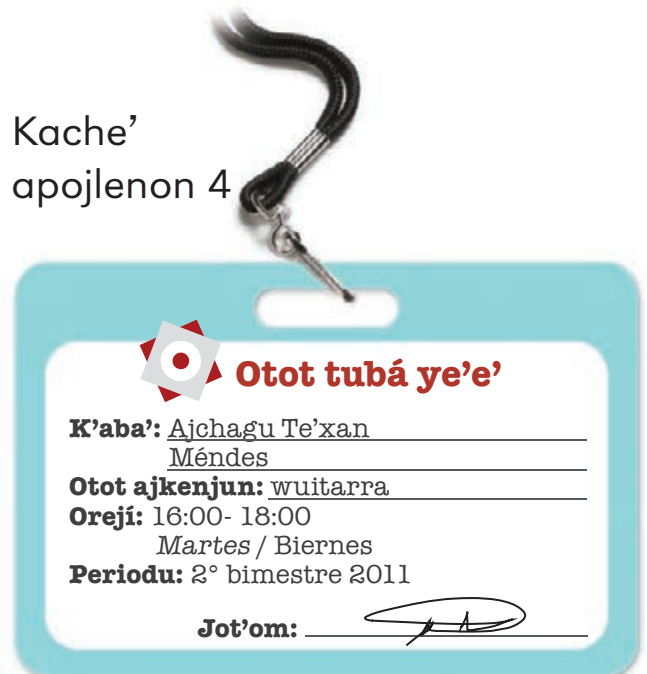 Kache’
apojlenon 4
Otot tubá ye’e’
K’aba’: Ajchagu Te’xan
Méndes
Otot ajkenjun: wuitarra
Orejí: 16:00- 18:00
Martes / Biernes
Periodu: 2° bimestre 2011
Jot’om: